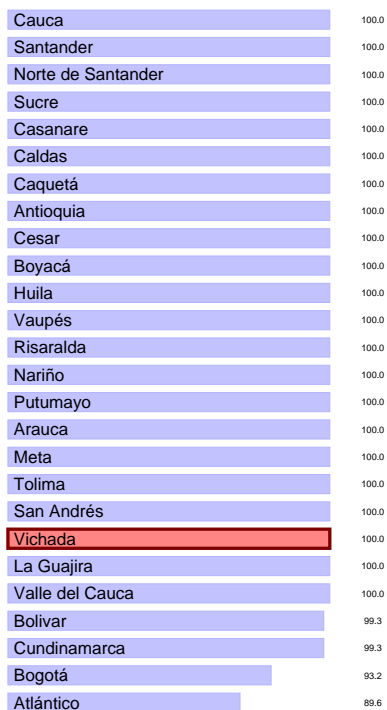 Cauca 100.0
Santander 100.0
Norte de Santander 100.0
Sucre 100.0
Casanare 100.0
Caldas 100.0
Caquetá 100.0
Antioquia 100.0
Cesar 100.0
Boyacá 100.0
Huila 100.0
Vaupés 100.0
Risaralda 100.0
Nariño 100.0
Putumayo 100.0
Arauca 100.0
Meta 100.0
Tolima 100.0
San Andrés 100.0
Vichada 100.0
La Guajira 100.0
Valle del Cauca 100.0
Bolivar 99.3
Cundinamarca 99.3
Bogotá 93.2
Atlántico 89.6